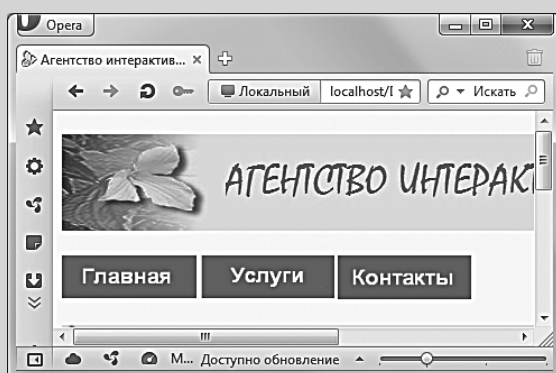 Opera
Агентство интерактив...
Локальный localhost/I Искать
АГЕНТСТВО ИНТЕРАК
Главная Услуги Контакты
М... Доступно обновление